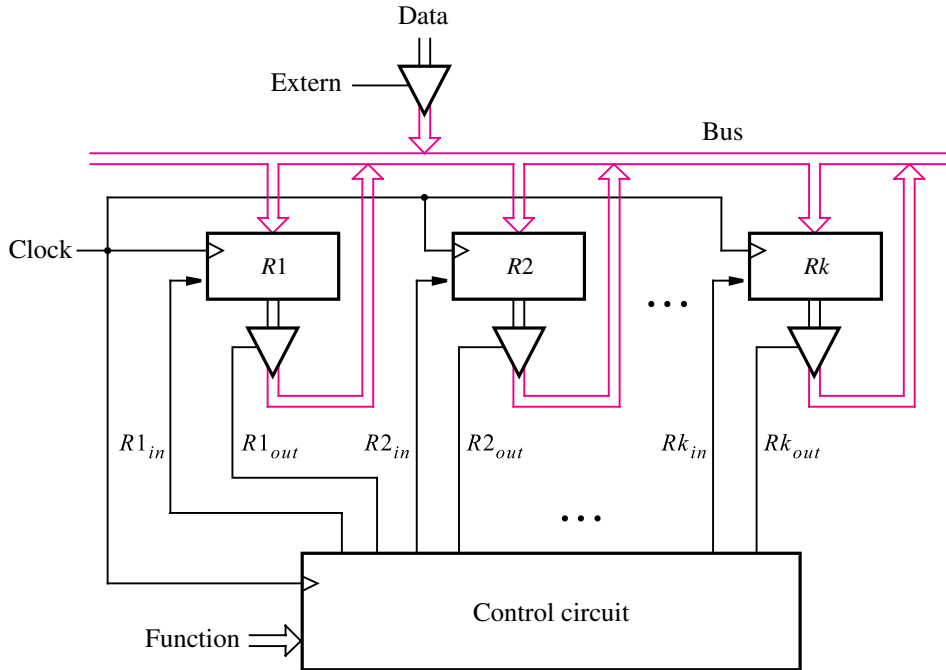 Data
Extern
Bus
Clock
R1
R2
Rk
...
R1in
R1out
R2in
R2out
Rkin
Rkout
...
Control circuit
Function